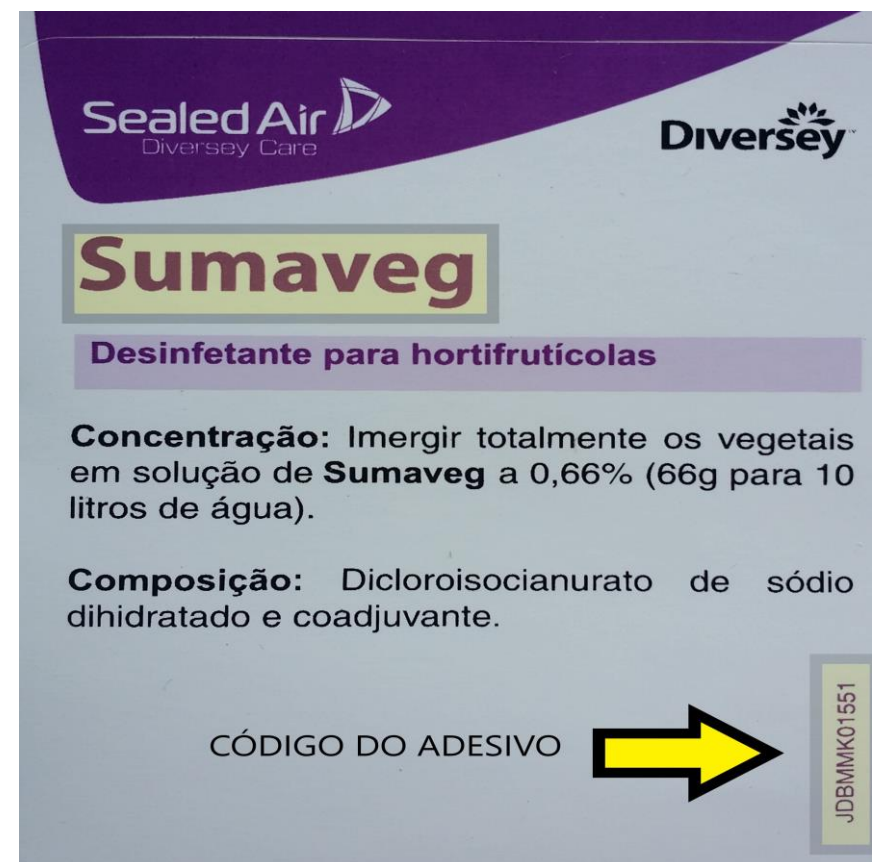 Sealed Air
Diversey Care
Diversey
Sumaveg
Desinfetante para hortifrutícolas
Concentração: Imergir totalmente os vegetais
em solução de Sumaveg a 0,66% (66g para 10
litros de água).
Composição: Dicloroisocianurato de sódio
dihidratado e coadjuvante.
CÓDIGO DO ADESIVO
JDBMMK01551